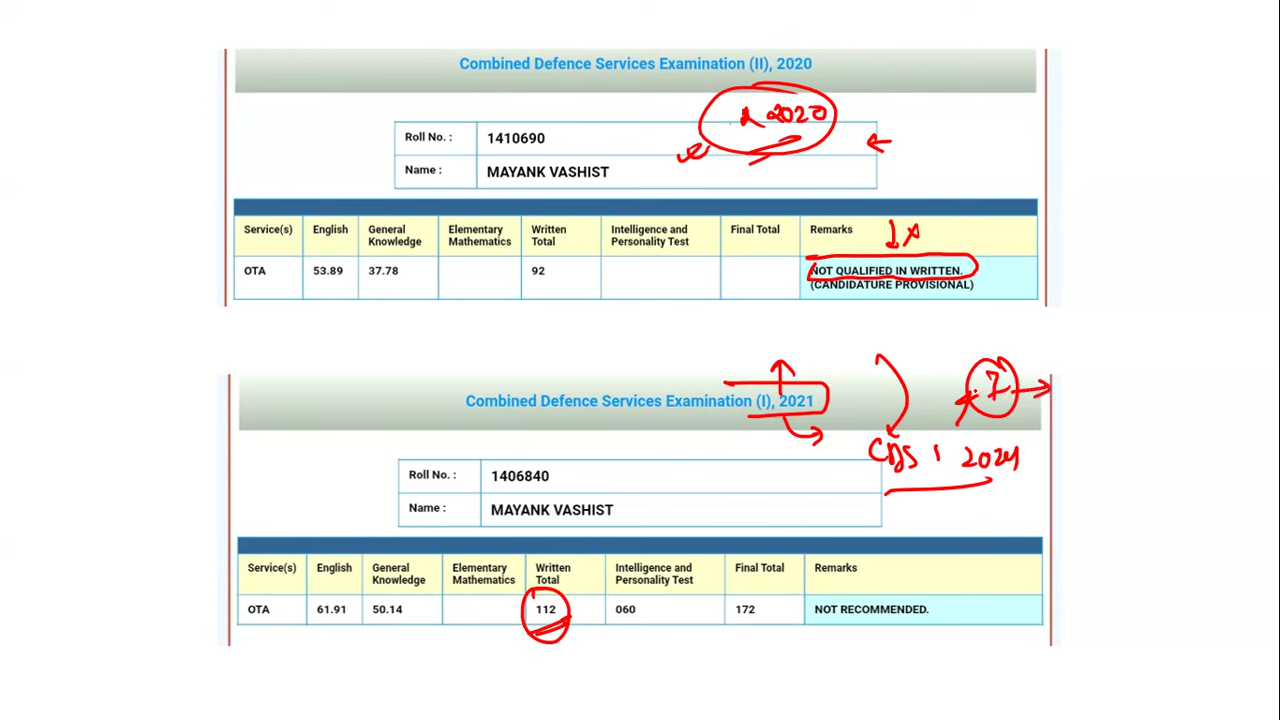 Combined Defence Services Examination (II), 2020
2020
Roll No. : 1410690
Name : MAYANK VASHIST
Service(s) English General Knowledge Elementary Mathematics Written Total Intelligence and Personality Test Final Total Remarks
OTA 53.89 37.78 92 NOT QUALIFIED IN WRITTEN. (CANDIDATURE PROVISIONAL)
Combined Defence Services Examination (I), 2021
7
CDS 1 2024
Roll No. : 1406840
Name : MAYANK VASHIST
Service(s) English General Knowledge Elementary Mathematics Written Total Intelligence and Personality Test Final Total Remarks
OTA 61.91 50.14 112 060 172 NOT RECOMMENDED.